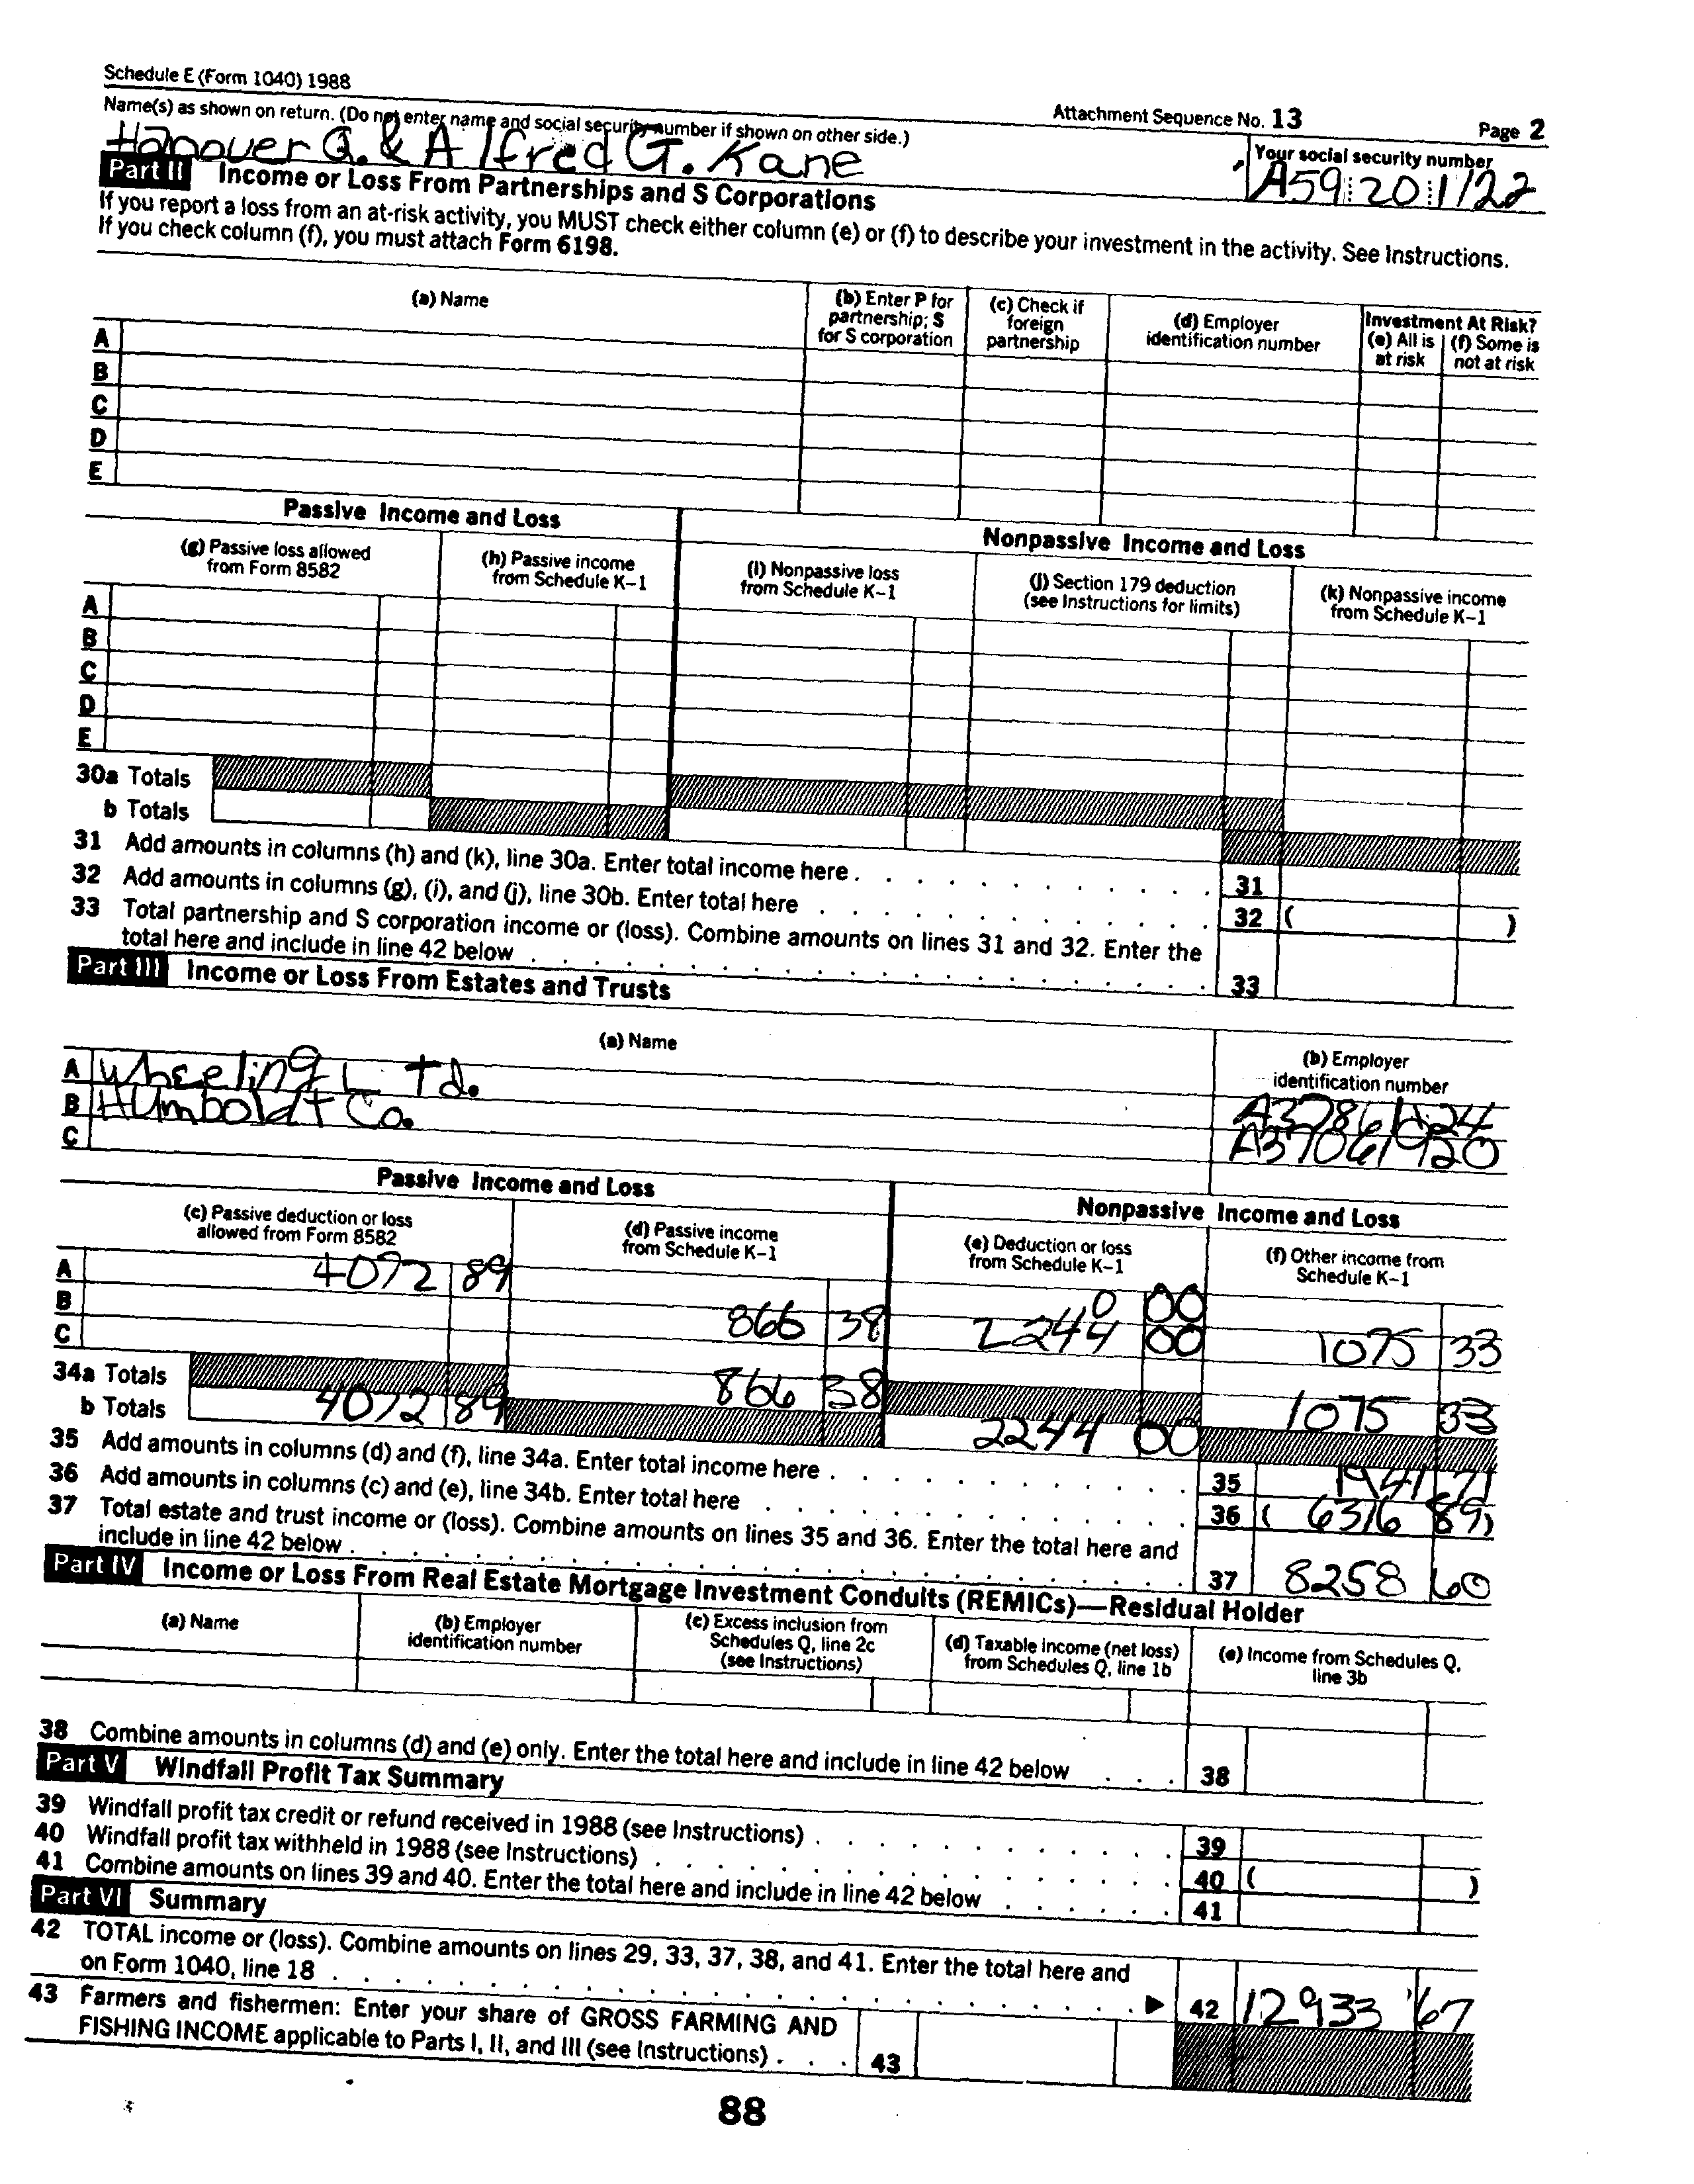 Schedule E (Form 1040) 1988
Attachment Sequence No. 13 Page 2
Name(s) as shown on return. (Do not enter name and social security number if shown on other side.)
Your social security number
Hanover Q. & Alfred G. Kane
A59 20 1122
Part II Income or Loss From Partnerships and S Corporations
If you report a loss from an at-risk activity, you MUST check either column (e) or (f) to describe your investment in the activity. See Instructions.
If you check column (f), you must attach Form 6198.
(a) Name
(b) Enter P for partnership; S for S corporation
(c) Check if foreign partnership
(d) Employer identification number
Investment At Risk?
(e) All is at risk
(f) Some is not at risk
A
B
C
D
E
Passive Income and Loss
Nonpassive Income and Loss
(g) Passive loss allowed from Form 8582
(h) Passive income from Schedule K-1
(i) Nonpassive loss from Schedule K-1
(j) Section 179 deduction (see Instructions for limits)
(k) Nonpassive income from Schedule K-1
A
B
C
D
E
30a Totals
b Totals
31 Add amounts in columns (h) and (k), line 30a. Enter total income here . . . 31
32 Add amounts in columns (g), (i), and (j), line 30b. Enter total here . . . 32 ( )
33 Total partnership and S corporation income or (loss). Combine amounts on lines 31 and 32. Enter the
total here and include in line 42 below . . . 33
Part III Income or Loss From Estates and Trusts
(a) Name
(b) Employer identification number
A Wheeling Ltd.
B Humboldt Co. A37061920
C
Passive Income and Loss
Nonpassive Income and Loss
(c) Passive deduction or loss allowed from Form 8582
(d) Passive income from Schedule K-1
(e) Deduction or loss from Schedule K-1
(f) Other income from Schedule K-1
A 4072 89 0 00
B 866 38 2244 00 1075 33
C
34a Totals 866 38 1075 33
b Totals 4072 89 2244 00
35 Add amounts in columns (d) and (f), line 34a. Enter total income here . . . 35 1941 71
36 Add amounts in columns (c) and (e), line 34b. Enter total here . . . 36 ( 6316 89)
37 Total estate and trust income or (loss). Combine amounts on lines 35 and 36. Enter the total here and
include in line 42 below . . . 37 8258 60
Part IV Income or Loss From Real Estate Mortgage Investment Conduits (REMICs)—Residual Holder
(a) Name
(b) Employer identification number
(c) Excess inclusion from Schedules Q, line 2c (see Instructions)
(d) Taxable income (net loss) from Schedules Q, line 1b
(e) Income from Schedules Q, line 3b
38 Combine amounts in columns (d) and (e) only. Enter the total here and include in line 42 below . . . 38
Part V Windfall Profit Tax Summary
39 Windfall profit tax credit or refund received in 1988 (see Instructions) . . . 39
40 Windfall profit tax withheld in 1988 (see Instructions) . . . 40 ( )
41 Combine amounts on lines 39 and 40. Enter the total here and include in line 42 below . . . 41
Part VI Summary
42 TOTAL income or (loss). Combine amounts on lines 29, 33, 37, 38, and 41. Enter the total here and
on Form 1040, line 18 . . . ▶ 42 12933 67
43 Farmers and fishermen: Enter your share of GROSS FARMING AND
FISHING INCOME applicable to Parts I, II, and III (see Instructions) . . . 43
88